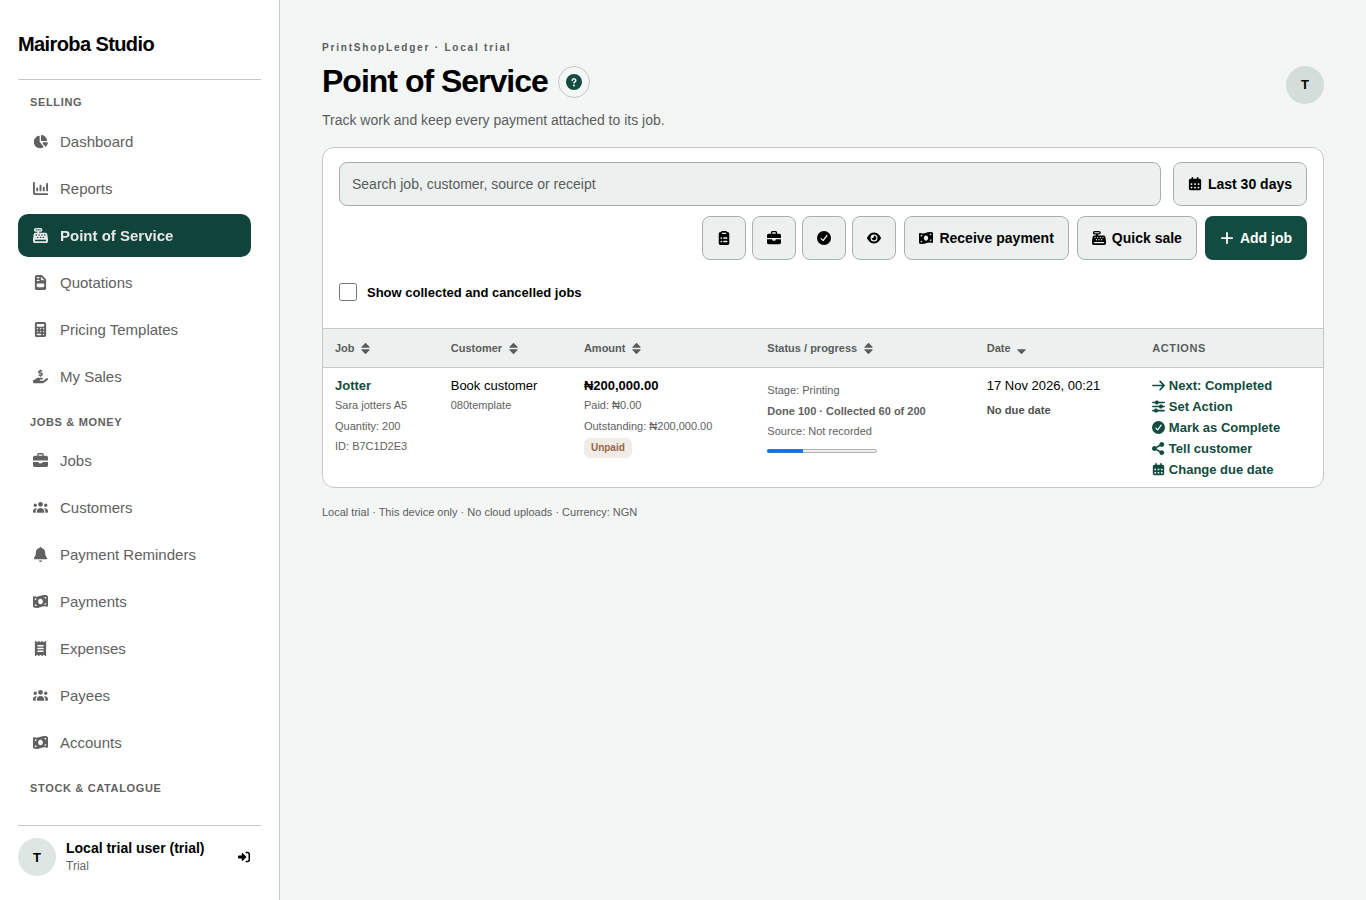 Mairoba Studio
SELLING
Dashboard
Reports
Point of Service
Quotations
Pricing Templates
My Sales
JOBS & MONEY
Jobs
Customers
Payment Reminders
Payments
Expenses
Payees
Accounts
STOCK & CATALOGUE
T
Local trial user (trial)
Trial
PrintShopLedger · Local trial
Point of Service ?
T
Track work and keep every payment attached to its job.
Search job, customer, source or receipt
Last 30 days
Receive payment
Quick sale
Add job
Show collected and cancelled jobs
Job Customer Amount Status / progress Date ACTIONS
Jotter
Sara jotters A5
Quantity: 200
ID: B7C1D2E3
Book customer
080template
₦200,000.00
Paid: ₦0.00
Outstanding: ₦200,000.00
Unpaid
Stage: Printing
Done 100 · Collected 60 of 200
Source: Not recorded
17 Nov 2026, 00:21
No due date
Next: Completed
Set Action
Mark as Complete
Tell customer
Change due date
Local trial · This device only · No cloud uploads · Currency: NGN